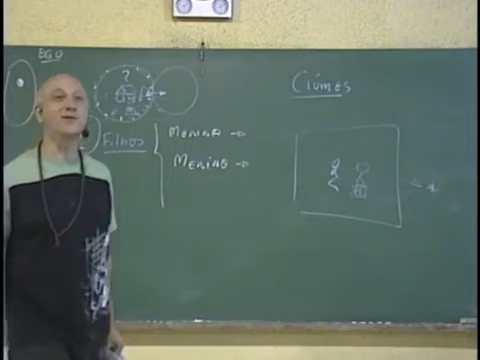 EGO
?
Ciúmes
Filhos
Menina →
Menino →